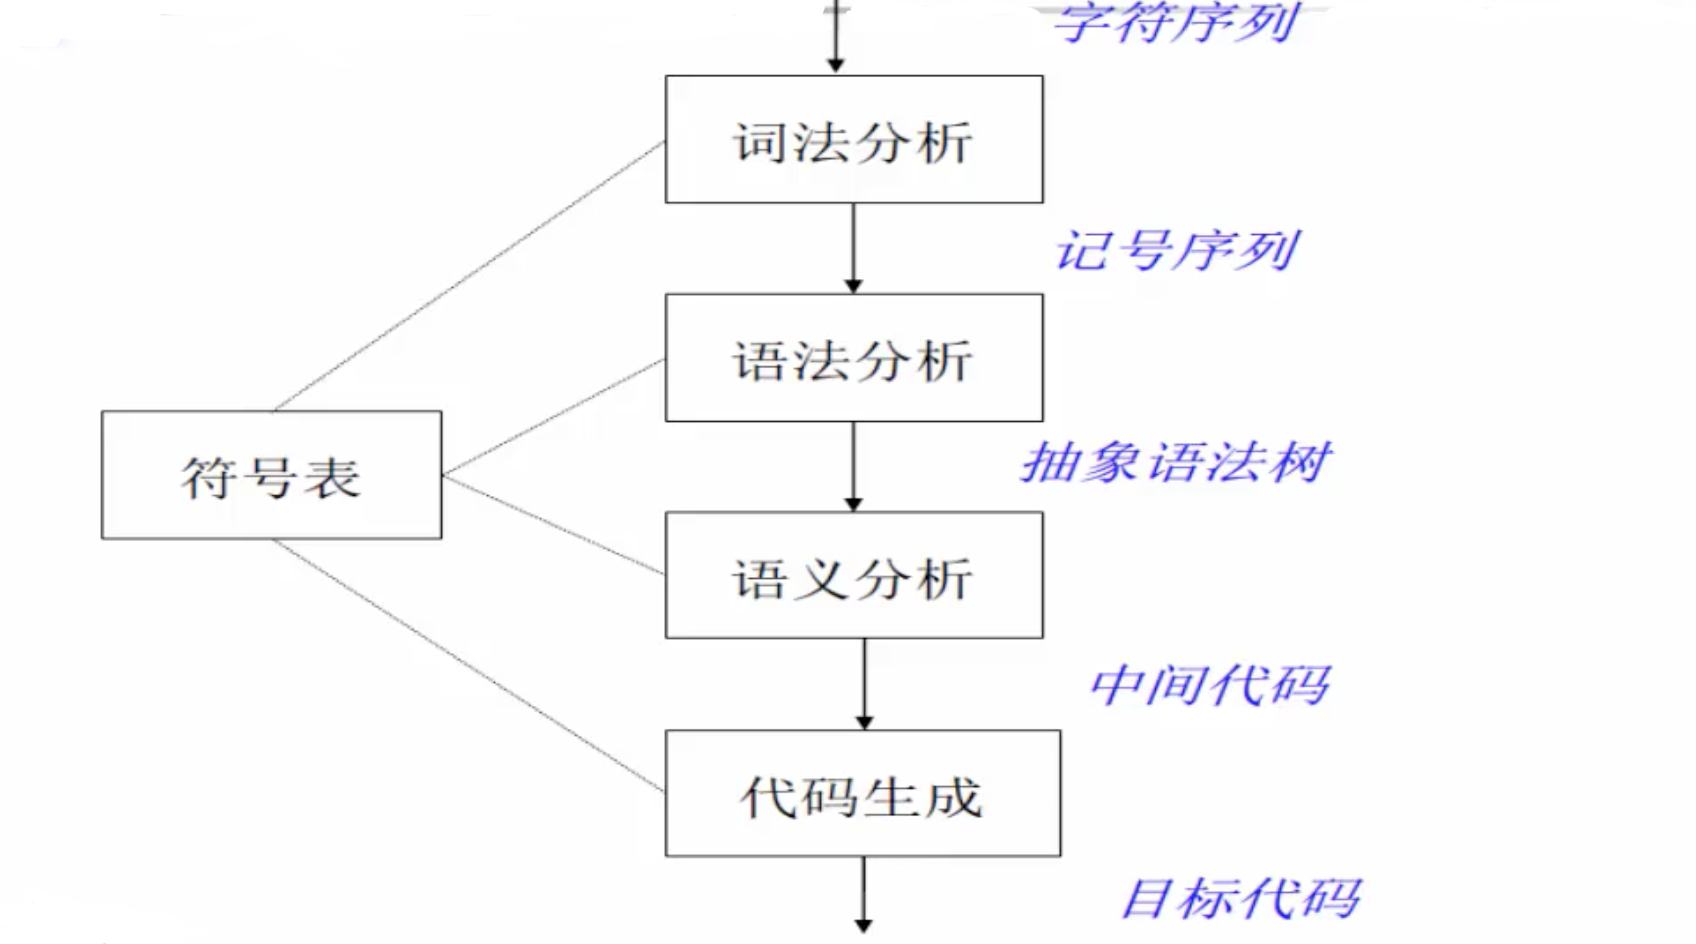 字符序列
词法分析
记号序列
语法分析
抽象语法树
符号表
语义分析
中间代码
代码生成
目标代码